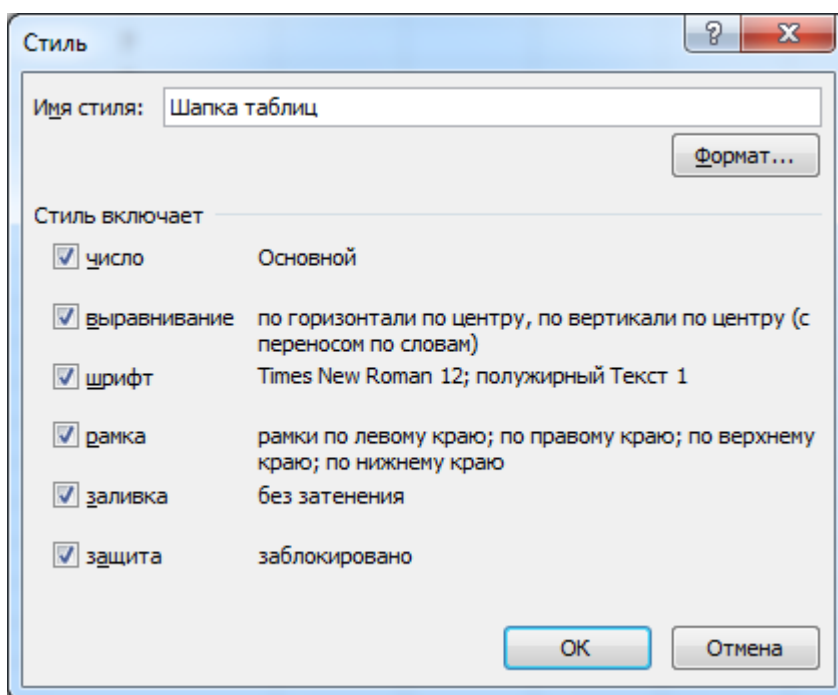 Стиль
Имя стиля: Шапка таблиц
Формат...
Стиль включает
число Основной
выравнивание по горизонтали по центру, по вертикали по центру (с
переносом по словам)
шрифт Times New Roman 12; полужирный Текст 1
рамка рамки по левому краю; по правому краю; по верхнему
краю; по нижнему краю
заливка без затенения
защита заблокировано
ОК Отмена